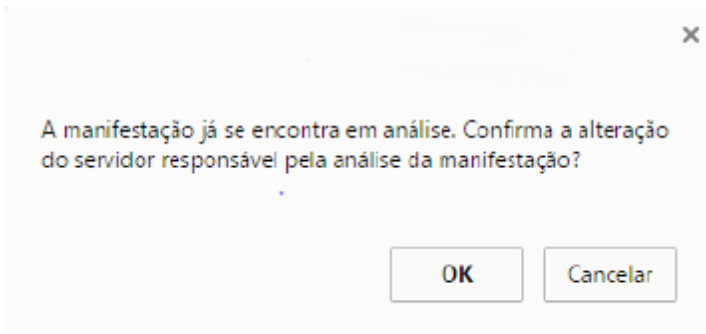 A manifestação já se encontra em análise. Confirma a alteração
do servidor responsável pela análise da manifestação?
OK
Cancelar